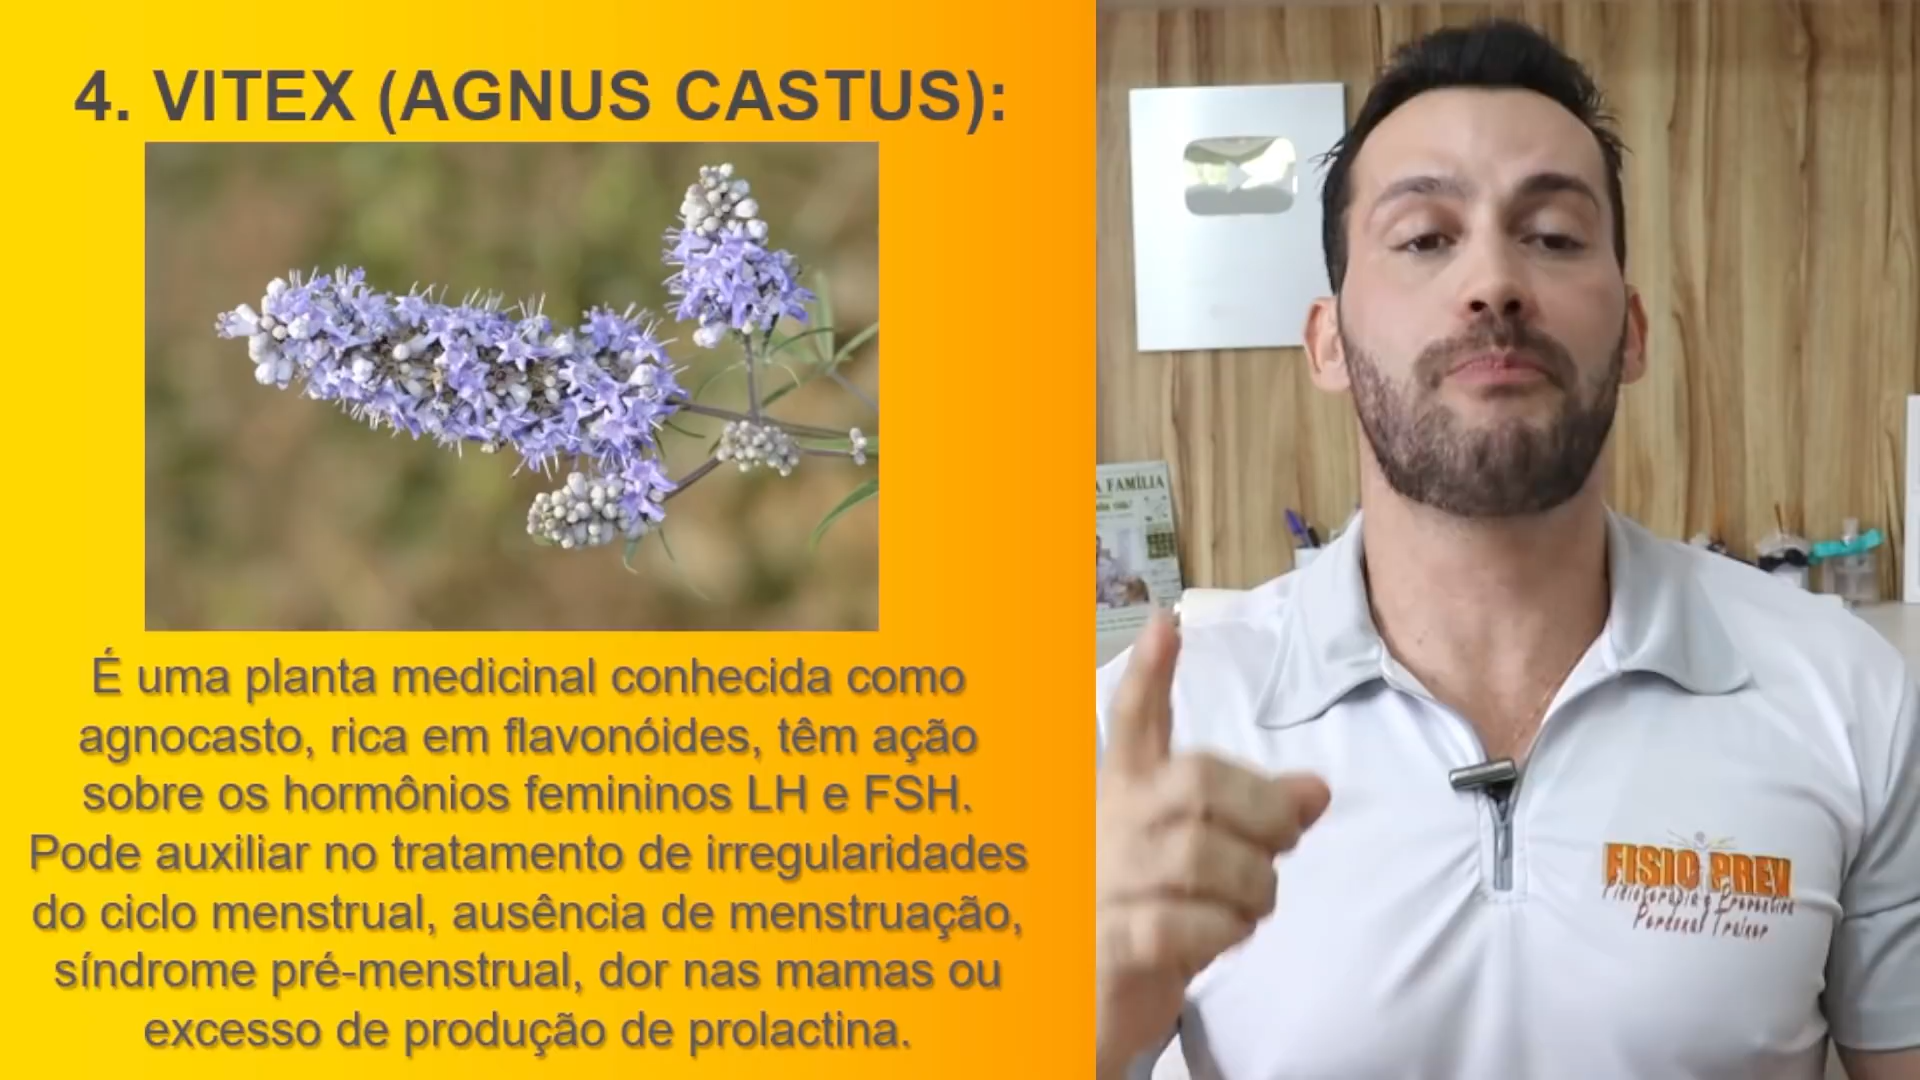 4. VITEX (AGNUS CASTUS):
É uma planta medicinal conhecida como
agnocasto, rica em flavonóides, têm ação
sobre os hormônios femininos LH e FSH.
Pode auxiliar no tratamento de irregularidades
do ciclo menstrual, ausência de menstruação,
síndrome pré-menstrual, dor nas mamas ou
excesso de produção de prolactina.
A FAMÍLIA
FISIO PREV
Fisioterapia e Preventiva
Personal Trainer